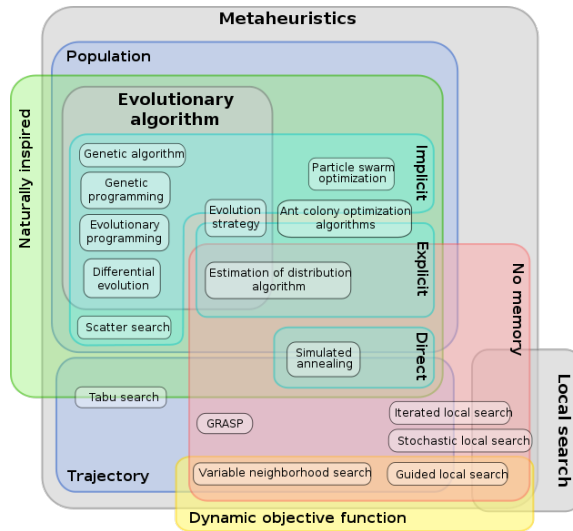 Metaheuristics
Population
Naturally inspired
Evolutionary
algorithm
Genetic algorithm
Genetic
programming
Evolutionary
programming
Differential
evolution
Scatter search
Evolution
strategy
Particle swarm
optimization
Ant colony optimization
algorithms
Implicit
Estimation of distribution
algorithm
Explicit
No memory
Simulated
annealing
Direct
Tabu search
GRASP
Iterated local search
Stochastic local search
Local search
Trajectory
Variable neighborhood search
Guided local search
Dynamic objective function